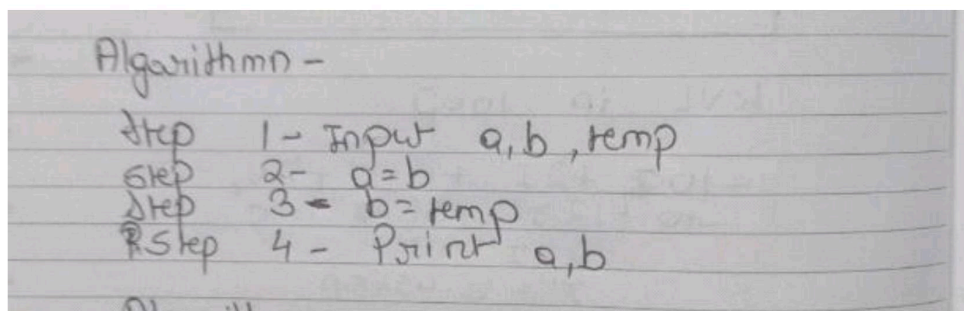 Algorithmn -
Step 1 - Input a, b, temp
Step 2 - a = b
Step 3 - b = temp
Step 4 - Print a, b